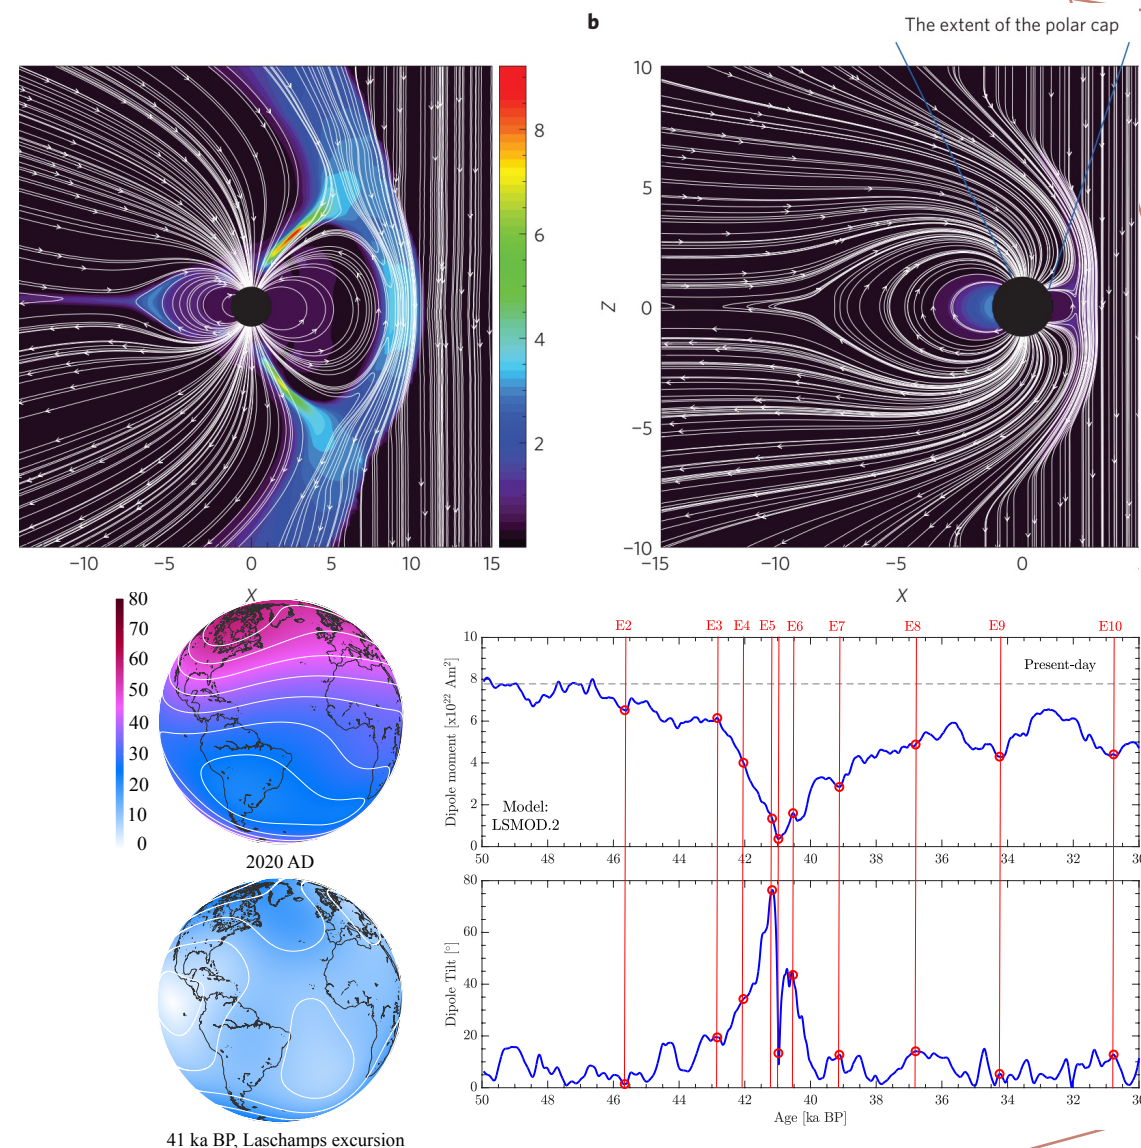 b
The extent of the polar cap
8
6
4
2
−10 −5 0 5 10 15
X
10
5
0
−5
−10
Z
−15 −10 −5 0
X
80
70
60
50
40
30
20
10
0
2020 AD
41 ka BP, Laschamps excursion
E2 E3 E4 E5 E6 E7 E8 E9 E10
10
8
6
4
2
0
Dipole moment [x10²² Am²]
Present-day
Model:
LSMOD.2
50 48 46 44 42 40 38 36 34 32 30
80
60
40
20
0
Dipole Tilt [°]
50 48 46 44 42 40 38 36 34 32 30
Age [ka BP]